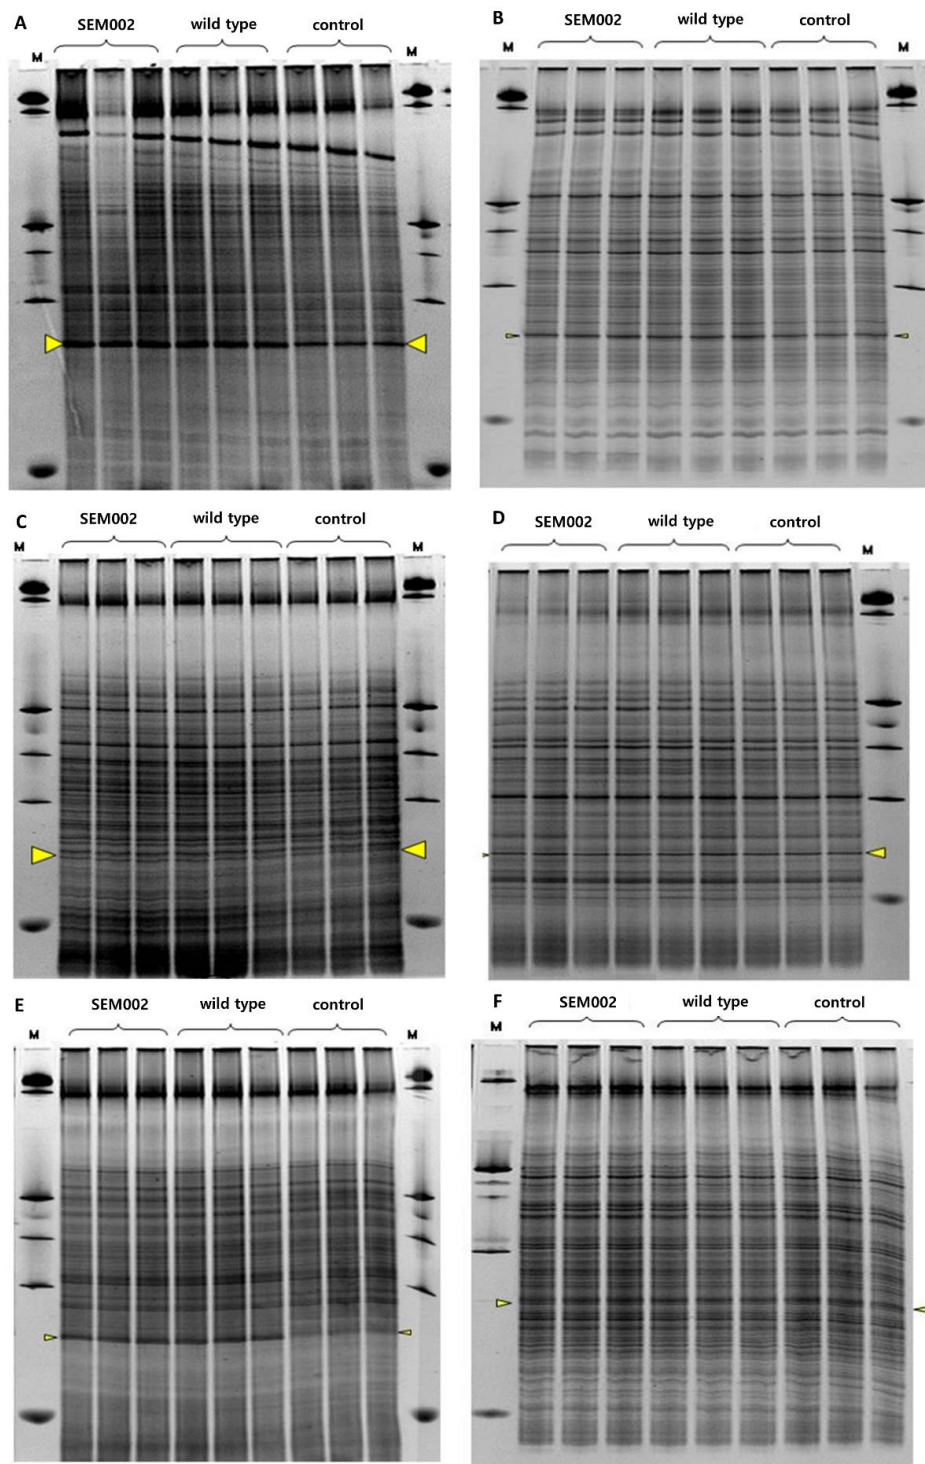 A SEM002 wild type control
M M
B SEM002 wild type control
M M
C SEM002 wild type control
M M
D SEM002 wild type control
M
E SEM002 wild type control
M M
F SEM002 wild type control
M